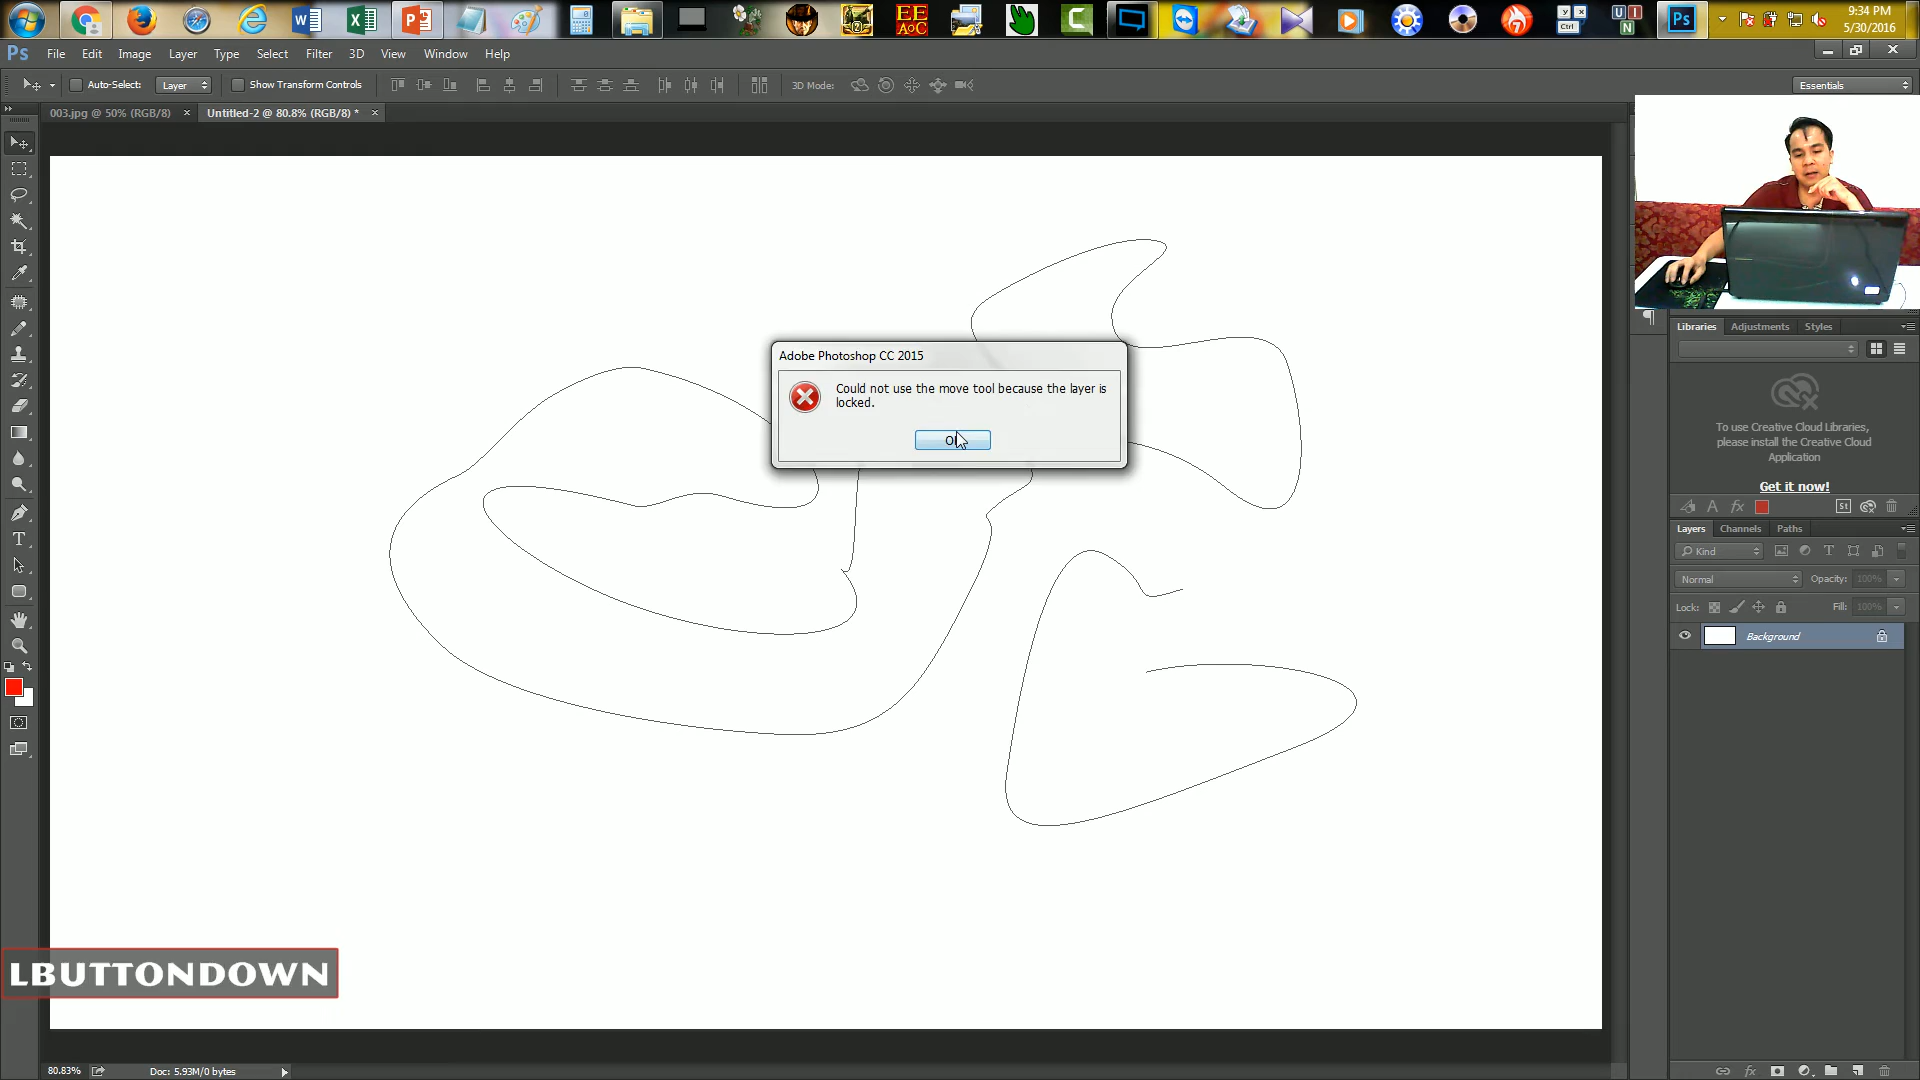 9:34 PM
5/30/2016
Ps
File Edit Image Layer Type Select Filter 3D View Window Help
Auto-Select: Layer Show Transform Controls 3D Mode: Essentials
003.jpg @ 50% (RGB/8) × Untitled-2 @ 80.8% (RGB/8) * ×
Adobe Photoshop CC 2015
Could not use the move tool because the layer is
locked.
Libraries Adjustments Styles
To use Creative Cloud Libraries,
please install the Creative Cloud
Application
Get it now!
Layers Channels Paths
Kind
Normal Opacity: 100%
Lock: Fill: 100%
Background
LBUTTONDOWN
80.83% Doc: 5.93M/0 bytes